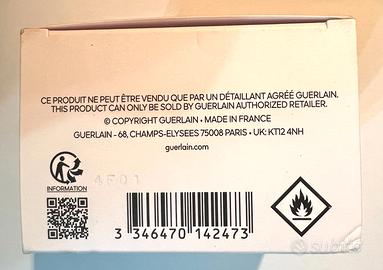 CE PRODUIT NE PEUT ÊTRE VENDU QUE PAR UN DÉTAILLANT AGRÉÉ GUERLAIN.
THIS PRODUCT CAN ONLY BE SOLD BY GUERLAIN AUTHORIZED RETAILER.
© COPYRIGHT GUERLAIN • MADE IN FRANCE
GUERLAIN - 68, CHAMPS-ELYSEES 75008 PARIS • UK: KT12 4NH
guerlain.com
4F01
INFORMATION
3 346470 142473
subito